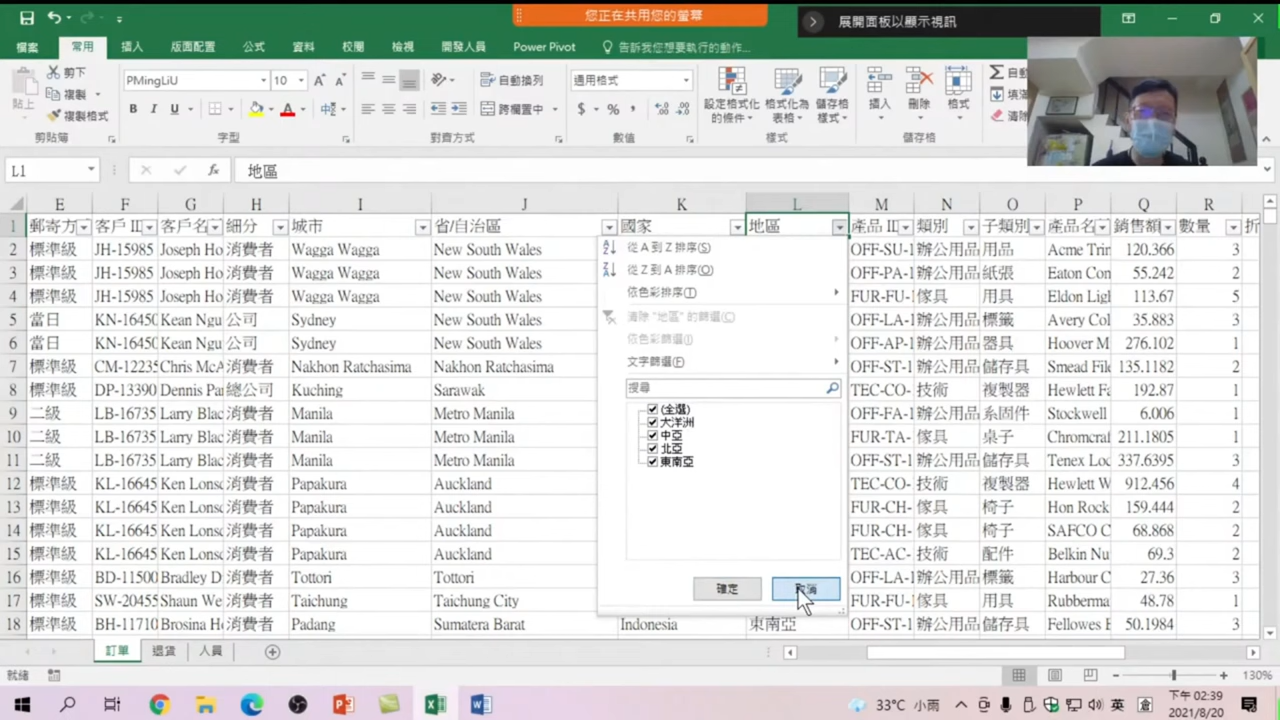 您正在共用您的螢幕
展開面板以顯示視訊
檔案 常用 插入 版面配置 公式 資料 校閱 檢視 開發人員 Power Pivot 告訴我您想要執行的動作...
貼上 剪下 複製 複製格式 剪貼簿
PMingLiU 10 B I U 字型
自動換列 跨欄置中 對齊方式
通用格式 $ % 數值
設定格式化的條件 格式化為表格 儲存格樣式 樣式
插入 刪除 格式 儲存格
L1 fx 地區
E F G H I J K L M N O P Q R
1 郵寄方 客戶 ID 客戶名 細分 城市 省/自治區 國家 地區 產品 ID 類別 子類別 產品名 銷售額 數量 折
2 標準級 JH-15985 Joseph Ho 消費者 Wagga Wagga New South Wales OFF-SU-1 辦公用品 用品 Acme Trin 120.366 3
3 標準級 JH-15985 Joseph Ho 消費者 Wagga Wagga New South Wales OFF-PA-1 辦公用品 紙張 Eaton Con 55.242 2
4 標準級 JH-15985 Joseph Ho 消費者 Wagga Wagga New South Wales FUR-FU-1 傢具 用具 Eldon Ligh 113.67 5
5 當日 KN-16450 Kean Ngu 公司 Sydney New South Wales OFF-LA-1 辦公用品 標籤 Avery Col 35.883 3
6 當日 KN-16450 Kean Ngu 公司 Sydney New South Wales OFF-AP-1 辦公用品 器具 Hoover M 276.102 1
7 標準級 CM-12235 Chris McA 消費者 Nakhon Ratchasima Nakhon Ratchasima OFF-ST-1 辦公用品 儲存具 Smead File 135.1182 2
8 標準級 DP-13390 Dennis Par 總公司 Kuching Sarawak TEC-CO- 技術 複製器 Hewlett Pa 192.87 1
9 二級 LB-16735 Larry Blac 消費者 Manila Metro Manila OFF-FA-1 辦公用品 系固件 Stockwell 6.006 1
10 二級 LB-16735 Larry Blac 消費者 Manila Metro Manila FUR-TA- 傢具 桌子 Chromcraf 211.1805 1
11 二級 LB-16735 Larry Blac 消費者 Manila Metro Manila OFF-ST-1 辦公用品 儲存具 Tenex Loc 337.6395 3
12 標準級 KL-16645 Ken Lonsd 消費者 Papakura Auckland TEC-CO- 技術 複製器 Hewlett W 912.456 4
13 標準級 KL-16645 Ken Lonsd 消費者 Papakura Auckland FUR-CH- 傢具 椅子 Hon Rock 159.444 2
14 標準級 KL-16645 Ken Lonsd 消費者 Papakura Auckland FUR-CH- 傢具 椅子 SAFCO C 68.868 2
15 標準級 KL-16645 Ken Lonsd 消費者 Papakura Auckland TEC-AC- 技術 配件 Belkin Nu 69.3 2
16 標準級 BD-11500 Bradley D 消費者 Tottori Tottori OFF-LA-1 辦公用品 標籤 Harbour C 27.36 3
17 標準級 SW-20455 Shaun We 消費者 Taichung Taichung City FUR-FU-1 傢具 用具 Rubberma 48.78 1
18 標準級 BH-11710 Brosina Ho 消費者 Padang Sumatera Barat Indonesia 東南亞 OFF-ST-1 辦公用品 儲存具 Fellowes E 50.1984 3
從 A 到 Z 排序(S)
從 Z 到 A 排序(O)
依色彩排序(T)
清除 "地區" 的篩選(C)
依色彩篩選(I)
文字篩選(F)
搜尋
(全選)
大洋洲
中亞
北亞
東南亞
確定 取消
訂單 退貨 人員
就緒 130%
33°C 小雨 英 下午 02:39
2021/8/20